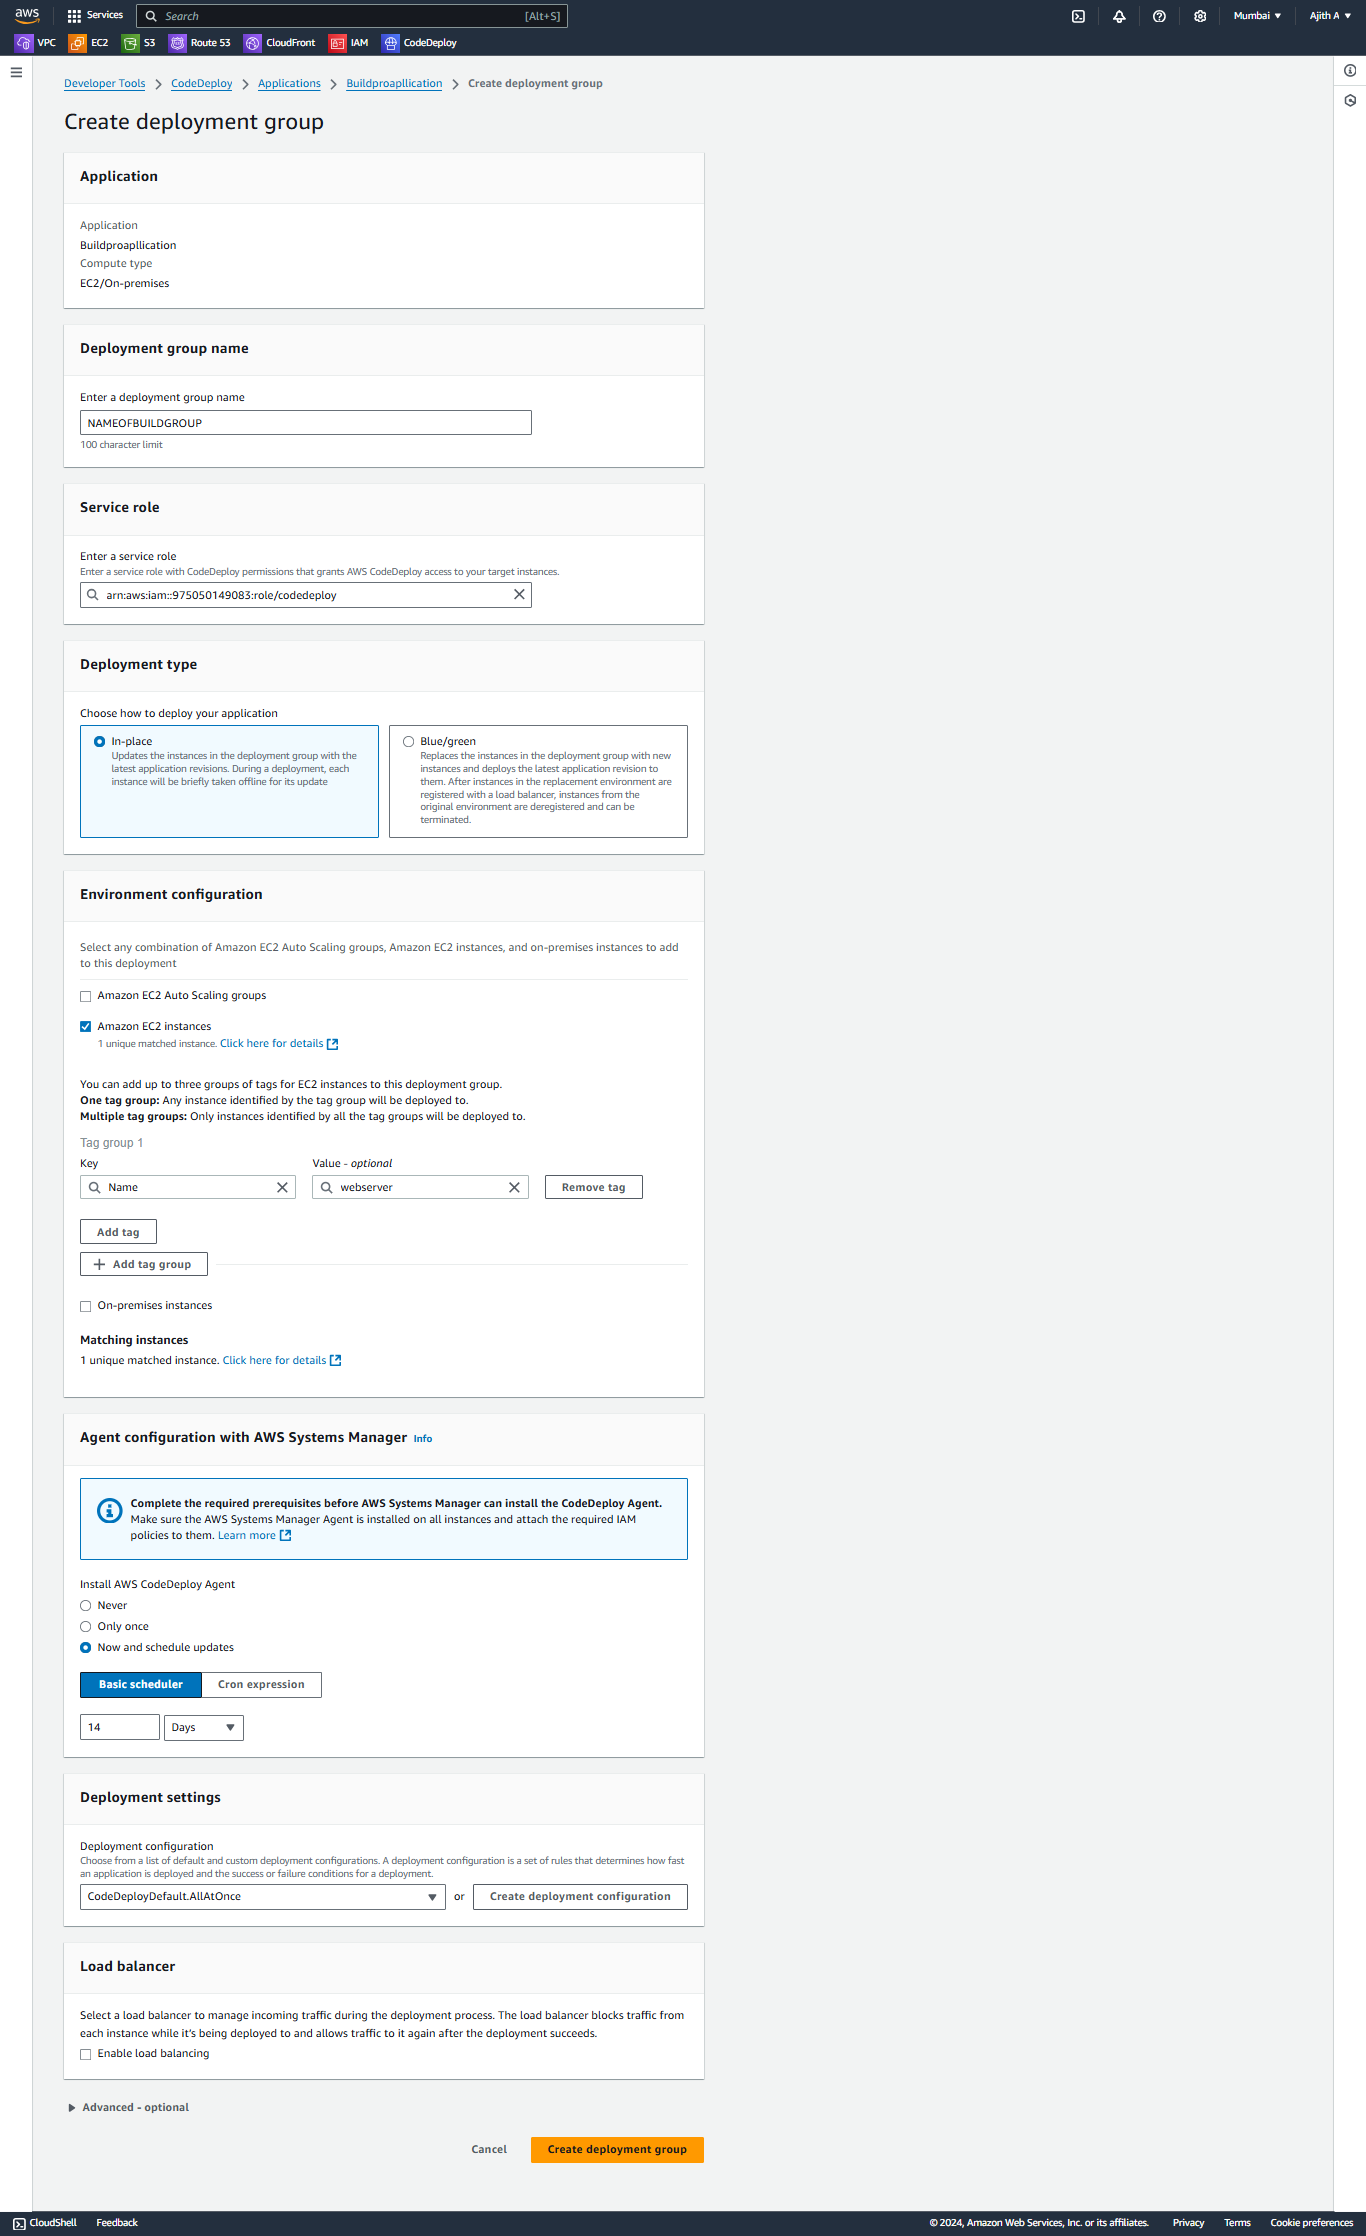 aws
Services
Search
[Alt+S]
Mumbai
Ajith A
VPC
EC2
S3
Route 53
CloudFront
IAM
CodeDeploy
Developer Tools
CodeDeploy
Applications
Buildproapllication
Create deployment group
Create deployment group
Application
Application
Buildproapllication
Compute type
EC2/On-premises
Deployment group name
Enter a deployment group name
NAMEOFBUILDGROUP
100 character limit
Service role
Enter a service role
Enter a service role with CodeDeploy permissions that grants AWS CodeDeploy access to your target instances.
arn:aws:iam::975050149083:role/codedeploy
Deployment type
Choose how to deploy your application
In-place
Updates the instances in the deployment group with the
latest application revisions. During a deployment, each
instance will be briefly taken offline for its update
Blue/green
Replaces the instances in the deployment group with new
instances and deploys the latest application revision to
them. After instances in the replacement environment are
registered with a load balancer, instances from the
original environment are deregistered and can be
terminated.
Environment configuration
Select any combination of Amazon EC2 Auto Scaling groups, Amazon EC2 instances, and on-premises instances to add
to this deployment
Amazon EC2 Auto Scaling groups
Amazon EC2 instances
1 unique matched instance. Click here for details
You can add up to three groups of tags for EC2 instances to this deployment group.
One tag group: Any instance identified by the tag group will be deployed to.
Multiple tag groups: Only instances identified by all the tag groups will be deployed to.
Tag group 1
Key
Value - optional
Name
webserver
Remove tag
Add tag
Add tag group
On-premises instances
Matching instances
1 unique matched instance. Click here for details
Agent configuration with AWS Systems Manager Info
Complete the required prerequisites before AWS Systems Manager can install the CodeDeploy Agent.
Make sure the AWS Systems Manager Agent is installed on all instances and attach the required IAM
policies to them. Learn more
Install AWS CodeDeploy Agent
Never
Only once
Now and schedule updates
Basic scheduler
Cron expression
14
Days
Deployment settings
Deployment configuration
Choose from a list of default and custom deployment configurations. A deployment configuration is a set of rules that determines how fast
an application is deployed and the success or failure conditions for a deployment.
CodeDeployDefault.AllAtOnce
or
Create deployment configuration
Load balancer
Select a load balancer to manage incoming traffic during the deployment process. The load balancer blocks traffic from
each instance while it's being deployed to and allows traffic to it again after the deployment succeeds.
Enable load balancing
Advanced - optional
Cancel
Create deployment group
CloudShell
Feedback
© 2024, Amazon Web Services, Inc. or its affiliates.
Privacy
Terms
Cookie preferences